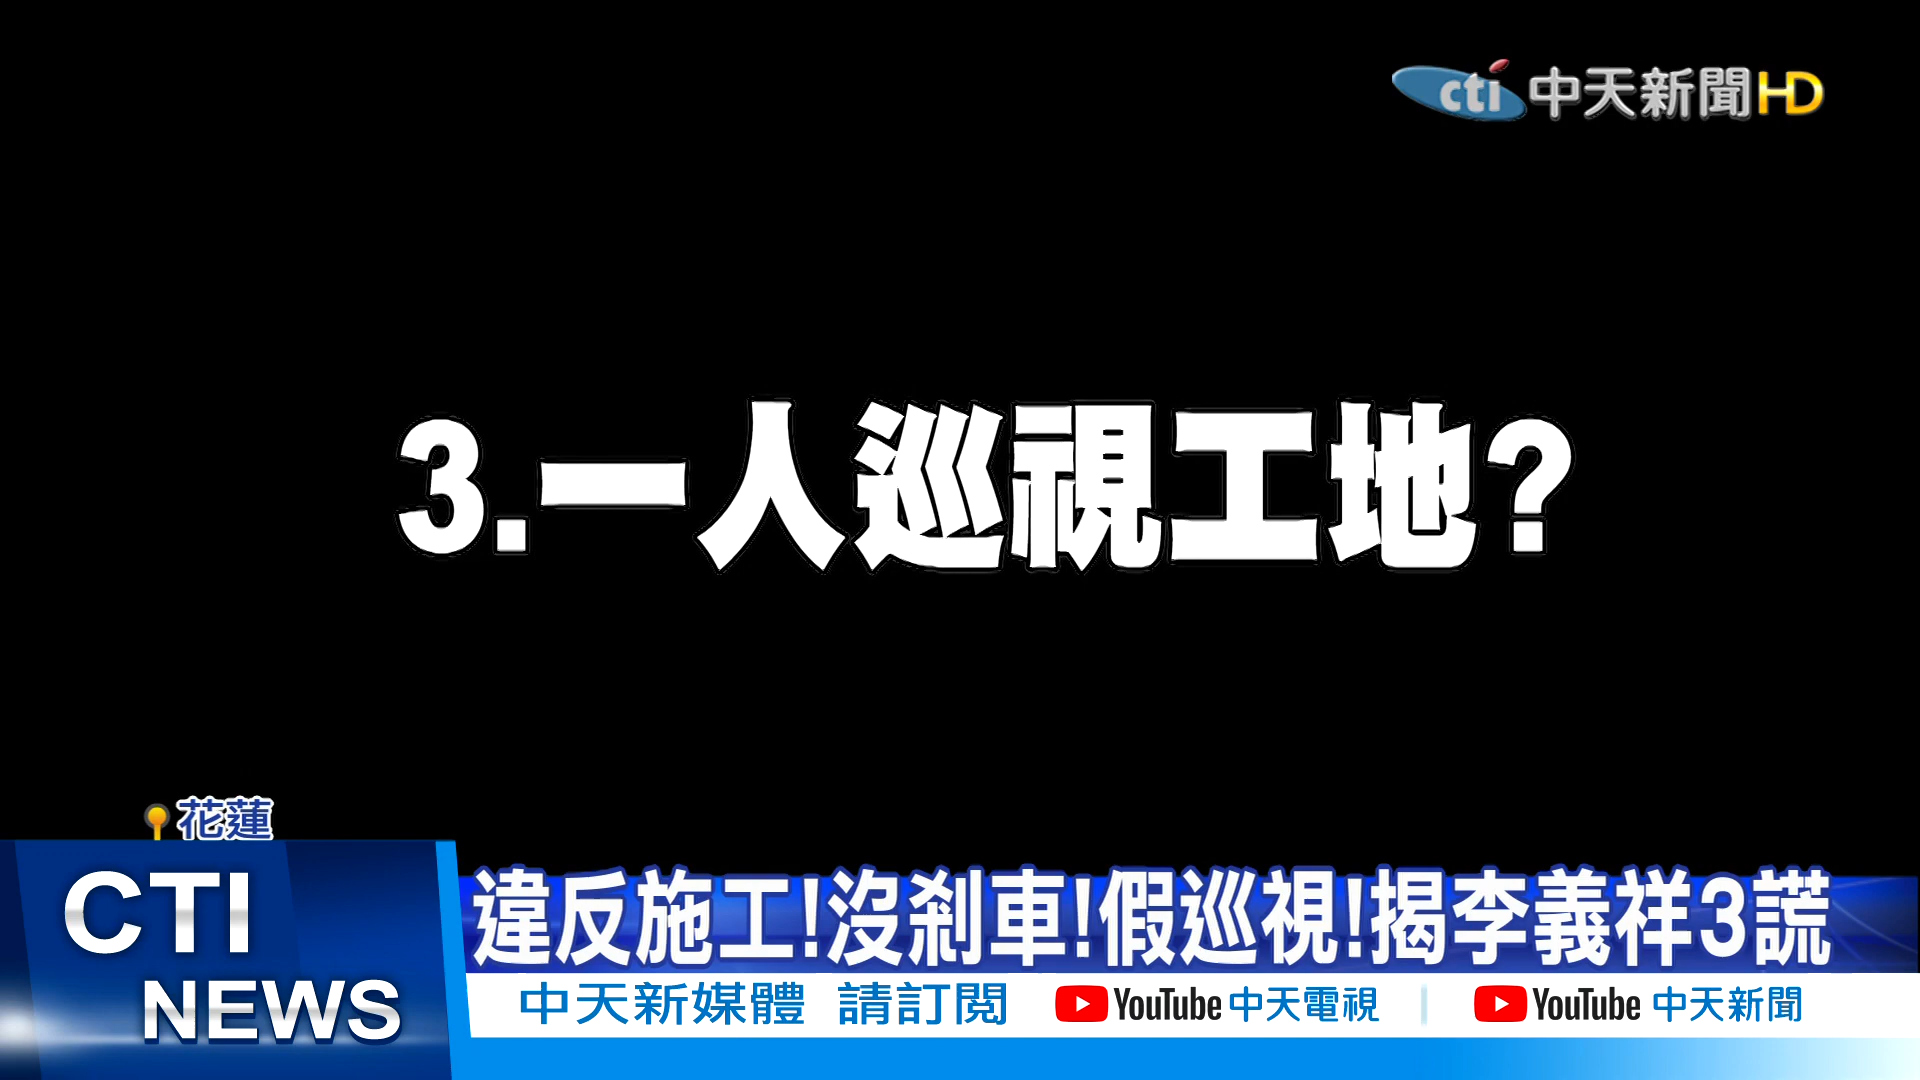 cti 中天新聞HD
3.一人巡視工地?
花蓮
CTI
NEWS
違反施工!沒剎車!假巡視!揭李義祥3謊
中天新媒體 請訂閱 YouTube 中天電視 | YouTube 中天新聞